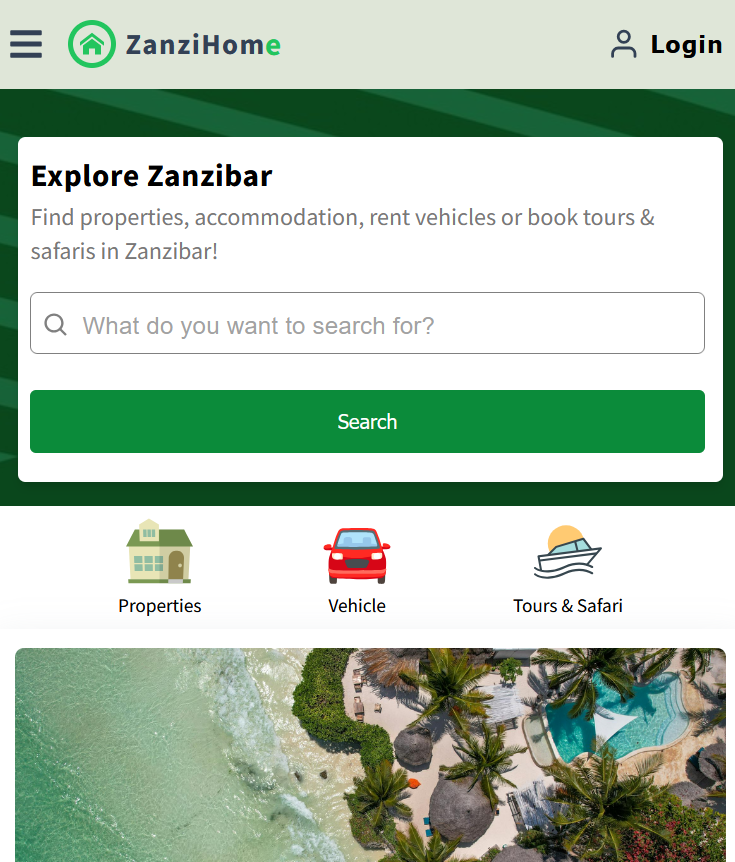 ZanziHome
Login
Explore Zanzibar
Find properties, accommodation, rent vehicles or book tours &
safaris in Zanzibar!
What do you want to search for?
Search
Properties
Vehicle
Tours & Safari